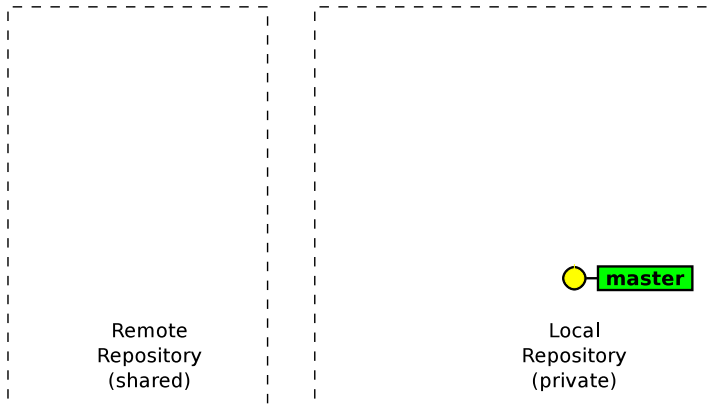 master
Remote
Repository
(shared)
Local
Repository
(private)